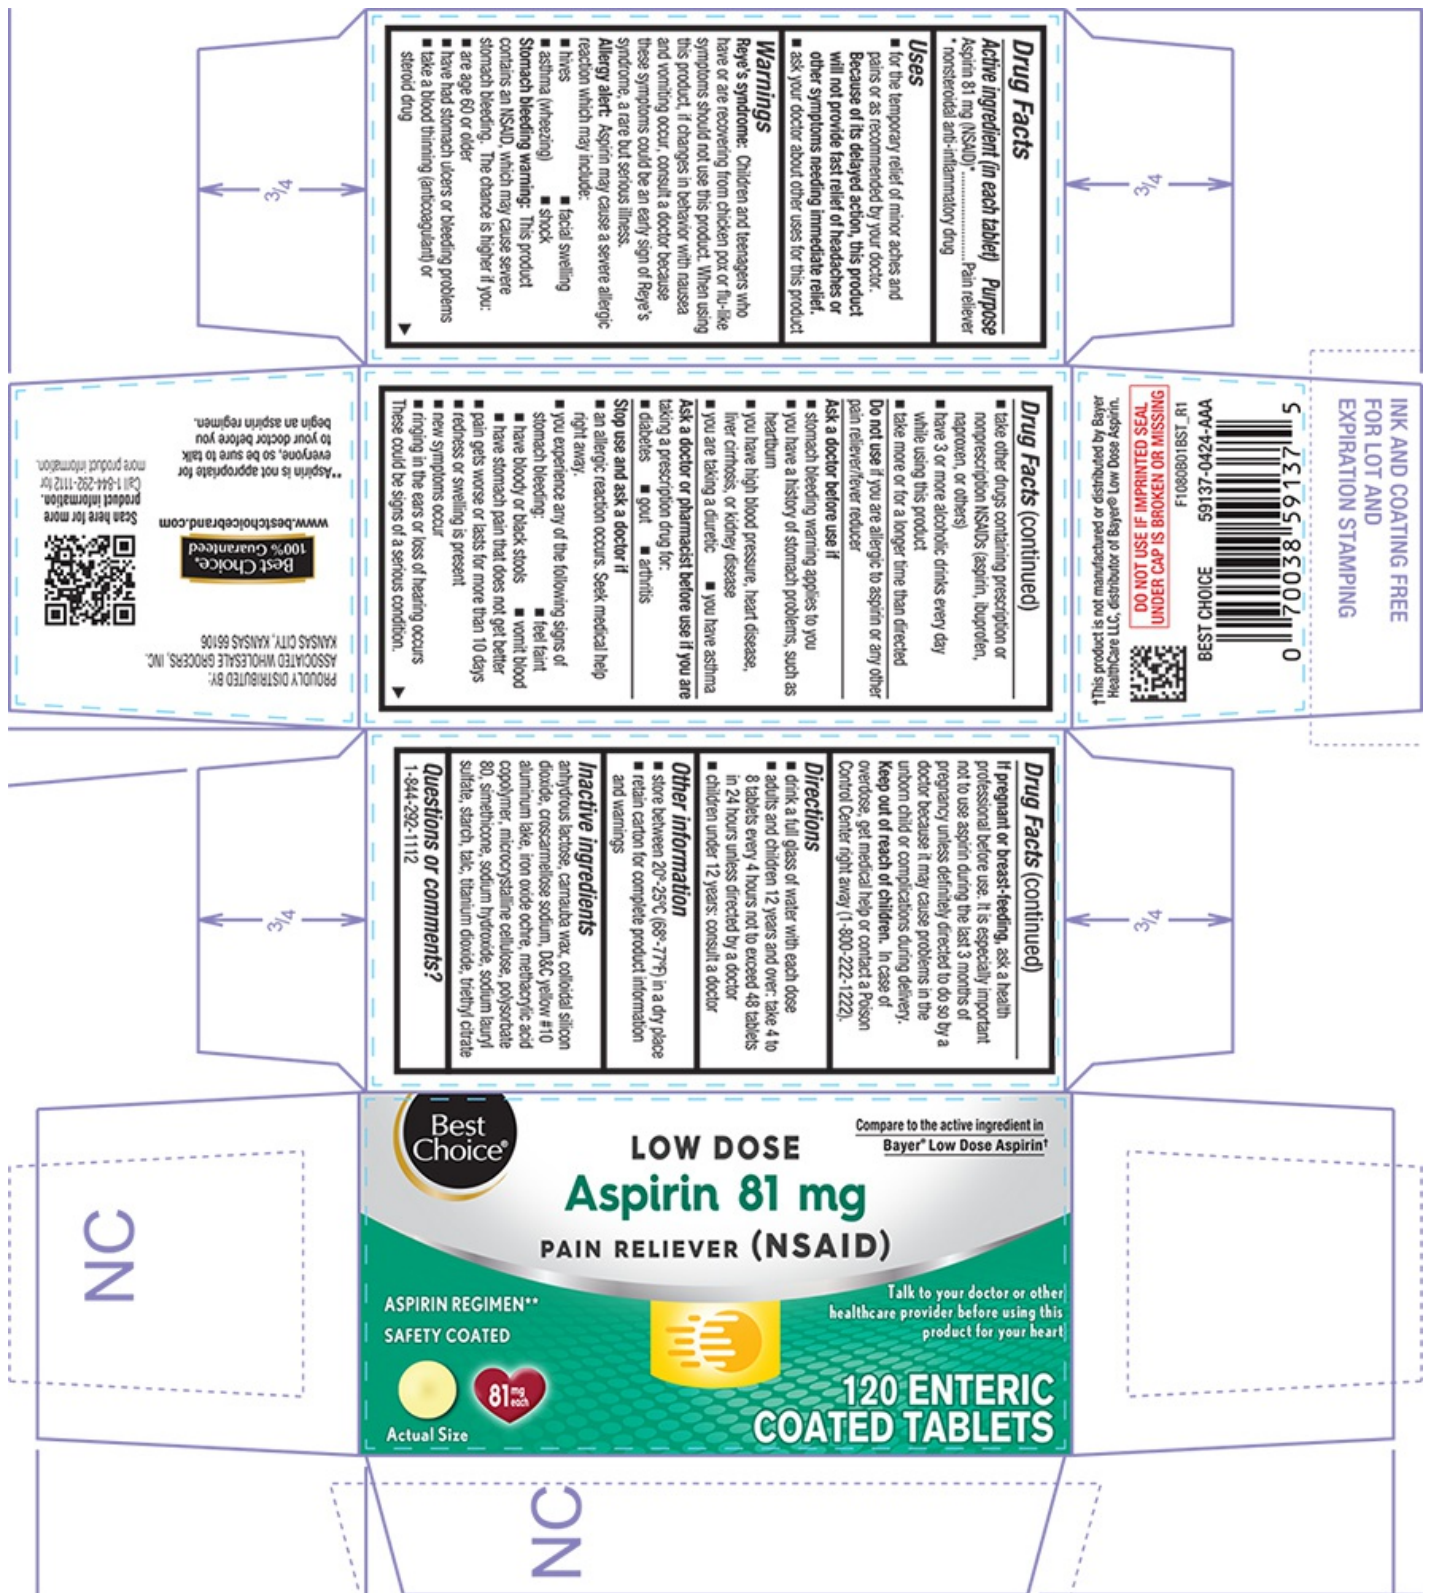 Drug Facts
Active ingredient (in each tablet) Purpose
Aspirin 81 mg (NSAID)* ..................... Pain reliever
* nonsteroidal anti-inflammatory drug
Uses
■ for the temporary relief of minor aches and
pains or as recommended by your doctor.
Because of its delayed action, this product
will not provide fast relief of headaches or
other symptoms needing immediate relief.
■ ask your doctor about other uses for this product
Warnings
Reye's syndrome: Children and teenagers who
have or are recovering from chicken pox or flu-like
symptoms should not use this product. When using
this product, if changes in behavior with nausea
and vomiting occur, consult a doctor because
these symptoms could be an early sign of Reye's
syndrome, a rare but serious illness.
Allergy alert: Aspirin may cause a severe allergic
reaction which may include:
■ hives ■ facial swelling
■ asthma (wheezing) ■ shock
Stomach bleeding warning: This product
contains an NSAID, which may cause severe
stomach bleeding. The chance is higher if you:
■ are age 60 or older
■ have had stomach ulcers or bleeding problems
■ take a blood thinning (anticoagulant) or
steroid drug
3/4
3/4
Drug Facts (continued)
■ take other drugs containing prescription or
nonprescription NSAIDs (aspirin, ibuprofen,
naproxen, or others)
■ have 3 or more alcoholic drinks every day
while using this product
■ take more or for a longer time than directed
Do not use if you are allergic to aspirin or any other
pain reliever/fever reducer
Ask a doctor before use if
■ stomach bleeding warning applies to you
■ you have a history of stomach problems, such as
heartburn
■ you have high blood pressure, heart disease,
liver cirrhosis, or kidney disease
■ you are taking a diuretic ■ you have asthma
Ask a doctor or pharmacist before use if you are
taking a prescription drug for:
■ diabetes ■ gout ■ arthritis
Stop use and ask a doctor if
■ an allergic reaction occurs. Seek medical help
right away.
■ you experience any of the following signs of
stomach bleeding: ■ feel faint
■ have bloody or black stools ■ vomit blood
■ have stomach pain that does not get better
■ pain gets worse or lasts for more than 10 days
■ redness or swelling is present
■ new symptoms occur
■ ringing in the ears or loss of hearing occurs
These could be signs of a serious condition.
PROUDLY DISTRIBUTED BY:
ASSOCIATED WHOLESALE GROCERS, INC.
KANSAS CITY, KANSAS 66106
Best Choice®
100% Guaranteed
www.bestchoicebrand.com
Scan here for more
product information.
Call 1-844-292-1112 for
more product information.
**Aspirin is not appropriate for
everyone, so be sure to talk
to your doctor before you
begin an aspirin regimen.
INK AND COATING FREE
FOR LOT AND
EXPIRATION STAMPING
0 70038 59137 5
BEST CHOICE 59137-0424-AAA
F1080801BST_R1
DO NOT USE IF IMPRINTED SEAL
UNDER CAP IS BROKEN OR MISSING
†This product is not manufactured or distributed by Bayer
HealthCare LLC, distributor of Bayer® Low Dose Aspirin.
Drug Facts (continued)
If pregnant or breast-feeding, ask a health
professional before use. It is especially important
not to use aspirin during the last 3 months of
pregnancy unless definitely directed to do so by a
doctor because it may cause problems in the
unborn child or complications during delivery.
Keep out of reach of children. In case of
overdose, get medical help or contact a Poison
Control Center right away (1-800-222-1222).
Directions
■ drink a full glass of water with each dose
■ adults and children 12 years and over: take 4 to
8 tablets every 4 hours not to exceed 48 tablets
in 24 hours unless directed by a doctor
■ children under 12 years: consult a doctor
Other information
■ store between 20º-25ºC (68º-77ºF) in a dry place
■ retain carton for complete product information
and warnings
Inactive ingredients
anhydrous lactose, carnauba wax, colloidal silicon
dioxide, croscarmellose sodium, D&C yellow #10
aluminum lake, iron oxide ochre, methacrylic acid
copolymer, microcrystalline cellulose, polysorbate
80, simethicone, sodium hydroxide, sodium lauryl
sulfate, starch, talc, titanium dioxide, triethyl citrate
Questions or comments?
1-844-292-1112
3/4
3/4
Best
Choice®
Compare to the active ingredient in
Bayer® Low Dose Aspirin†
LOW DOSE
Aspirin 81 mg
PAIN RELIEVER (NSAID)
ASPIRIN REGIMEN**
SAFETY COATED
Talk to your doctor or other
healthcare provider before using this
product for your heart
81 mg
each
Actual Size
120 ENTERIC
COATED TABLETS
NC
NC